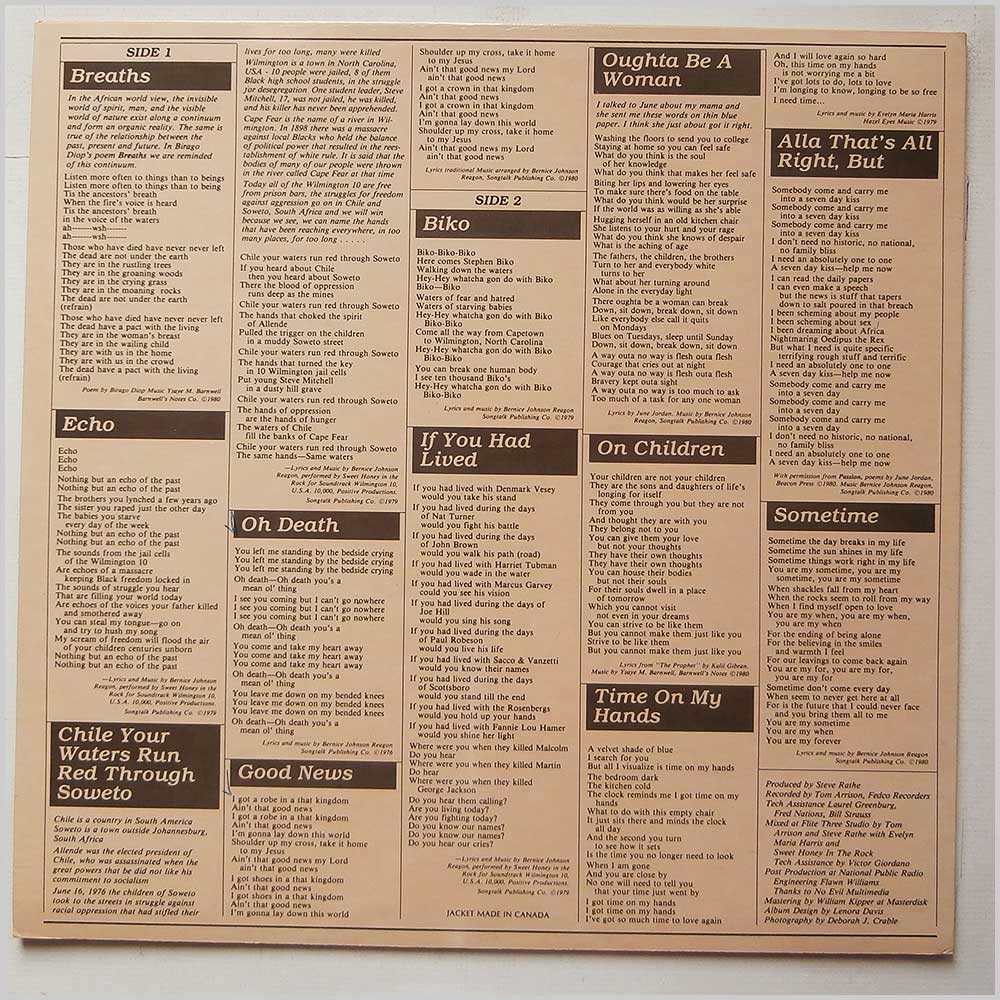 SIDE 1
Breaths
In the African world view, the invisible
world of spirit, man, and the visible
world of nature exist along a continuum
and form an organic reality. The same is
true of the relationship between the
past, present and future. In Birago
Diop's poem Breaths we are reminded
of this continuum.
Listen more often to things than to beings
Listen more often to things than to beings
Tis the ancestors' breath
When the fire's voice is heard
Tis the ancestors' breath
in the voice of the waters
ah——wsh——
ah——wsh——
Those who have died have never never left
The dead are not under the earth
They are in the rustling trees
They are in the groaning woods
They are in the crying grass
They are in the moaning rocks
The dead are not under the earth
(refrain)
Those who have died have never never left
The dead have a pact with the living
They are in the woman's breast
They are in the wailing child
They are with us in the home
They are with us in the crowd
The dead have a pact with the living
(refrain)
Poem by Birago Diop Music Ysaye M. Barnwell
Barnwell's Notes Co. ©1980
Echo
Echo
Echo
Echo
Nothing but an echo of the past
Nothing but an echo of the past
The brothers you lynched a few years ago
The sister you raped just the other day
The babies you starve
every day of the week
Nothing but an echo of the past
Nothing but an echo of the past
The sounds from the jail cells
of the Wilmington 10
Are echoes of a massacre
keeping Black freedom locked in
The sounds of struggle you hear
That are filling your world today
Are echoes of the voices your father killed
and smothered away
You can steal my tongue—go on
and try to hush my song
My scream of freedom will flood the air
of your children centuries unborn
Nothing but an echo of the past
Nothing but an echo of the past
—Lyrics and Music by Bernice Johnson
Reagon, performed by Sweet Honey in the
Rock for Soundtrack Wilmington 10,
U.S.A. 10,000, Positive Productions.
Songtalk Publishing Co. ©1979
Chile Your
Waters Run
Red Through
Soweto
Chile is a country in South America
Soweto is a town outside Johannesburg,
South Africa
Allende was the elected president of
Chile, who was assassinated when the
great powers that be did not like his
commitment to socialism
June 16, 1976 the children of Soweto
took to the streets in struggle against
racial oppression that had stifled their
lives for too long, many were killed
Wilmington is a town in North Carolina,
USA - 10 people were jailed, 8 of them
Black high school students, in the struggle
for desegregation One student leader, Steve
Mitchell, 17, was not jailed, he was killed,
and his killer has never been apprehended.
Cape Fear is the name of a river in Wil-
mington. In 1898 there was a massacre
against local Blacks who held the balance
of political power that resulted in the rees-
tablishment of white rule. It is said that the
bodies of many of our people were thrown
in the river called Cape Fear at that time
Today all of the Wilmington 10 are free
from prison bars, the struggles for freedom
against aggression go on in Chile and
Soweto, South Africa and we will win
because we see, we can name the hands
that have been reaching everywhere, in too
many places, for too long . . . . .
Chile your waters run red through Soweto
If you heard about Chile
then you heard about Soweto
There the blood of oppression
runs deep as the mines
Chile your waters run red through Soweto
The hands that choked the spirit
of Allende
Pulled the trigger on the children
in a muddy Soweto street
Chile your waters run red through Soweto
The hands that turned the key
in 10 Wilmington jail cells
Put young Steve Mitchell
in a dusty hill grave
Chile your waters run red through Soweto
The hands of oppression
are the hands of hunger
The waters of Chile
fill the banks of Cape Fear
Chile your waters run red through Soweto
The same hands—Same waters
—Lyrics and Music by Bernice Johnson
Reagon, performed by Sweet Honey in the
Rock for Soundtrack Wilmington 10,
U.S.A. 10,000, Positive Productions.
Songtalk Publishing Co. ©1979
Oh Death
You left me standing by the bedside crying
You left me standing by the bedside crying
You left me standing by the bedside crying
Oh death—Oh death you's a
mean ol' thing
I see you coming but I can't go nowhere
I see you coming but I can't go nowhere
I see you coming but I can't go nowhere
Oh death—Oh death you's a
mean ol' thing
You come and take my heart away
You come and take my heart away
You come and take my heart away
Oh death—Oh death you's a
mean ol' thing
You leave me down on my bended knees
You leave me down on my bended knees
You leave me down on my bended knees
Oh death—Oh death you's a
mean ol' thing
Lyrics and music by Bernice Johnson Reagon
Songtalk Publishing Co. ©1976
Good News
I got a robe in a that kingdom
Ain't that good news
I got a robe in a that kingdom
Ain't that good news
I'm gonna lay down this world
Shoulder up my cross, take it home
to my Jesus
Ain't that good news my Lord
ain't that good news
I got shoes in a that kingdom
Ain't that good news
I got shoes in a that kingdom
Ain't that good news
I'm gonna lay down this world
Shoulder up my cross, take it home
to my Jesus
Ain't that good news my Lord
ain't that good news
I got a crown in that kingdom
Ain't that good news
I got a crown in that kingdom
Ain't that good news
I'm gonna lay down this world
Shoulder up my cross, take it home
to my Jesus
Ain't that good news my Lord
ain't that good news
Lyrics traditional Music arranged by Bernice Johnson
Reagon, Songtalk Publishing Co. ©1980
SIDE 2
Biko
Biko-Biko-Biko
Here comes Stephen Biko
Walking down the waters
Hey-Hey whatcha gon do with Biko
Biko—Biko
Waters of fear and hatred
Waters of starving babies
Hey-Hey whatcha gon do with Biko
Biko-Biko
Come all the way from Capetown
to Wilmington, North Carolina
Hey-Hey whatcha gon do with Biko
Biko-Biko
You can break one human body
I see ten thousand Biko's
Hey-Hey whatcha gon do with Biko
Biko-Biko
Lyrics and music by Bernice Johnson Reagon
Songtalk Publishing Co. ©1979
If You Had
Lived
If you had lived with Denmark Vesey
would you take his stand
If you had lived during the days
of Nat Turner
would you fight his battle
If you had lived during the days
of John Brown
would you walk his path (road)
If you had lived with Harriet Tubman
would you wade in the water
If you had lived with Marcus Garvey
could you see his vision
If you had lived during the days of
Joe Hill
would you sing his song
If you had lived during the days
of Paul Robeson
would you live his life
If you had lived with Sacco & Vanzetti
would you know their names
If you had lived during the days
of Scottsboro
would you stand till the end
If you had lived with the Rosenbergs
would you hold up your hands
If you had lived with Fannie Lou Hamer
would you shine her light
Where were you when they killed Malcolm
Do you hear
Where were you when they killed Martin
Do hear
Where were you when they killed
George Jackson
Do you hear them calling?
Are you living today?
Are you fighting today?
Do you know our names?
Do you know our names?
Do you hear our cries?
—Lyrics and Music by Bernice Johnson
Reagon, performed by Sweet Honey in the
Rock for Soundtrack Wilmington 10
U.S.A. 10,000, Positive Productions.
Songtalk Publishing Co. ©1979
JACKET MADE IN CANADA
Oughta Be A
Woman
I talked to June about my mama and
she sent me these words on thin blue
paper. I think she just about got it right.
Washing the floors to send you to college
Staying at home so you can feel safe
What do you think is the soul
of her knowledge
What do you think that makes her feel safe
Biting her lips and lowering her eyes
To make sure there's food on the table
What do you think would be her surprise
If the world was as willing as she's able
Hugging herself in an old kitchen chair
She listens to your hurt and your rage
What do you think she knows of despair
What is the aching of age
The fathers, the children, the brothers
Turn to her and everybody white
turns to her
What about her turning around
Alone in the everyday light
There oughta be a woman can break
Down, sit down, break down, sit down
Like everybody else call it quits
on Mondays
Blues on Tuesdays, sleep until Sunday
Down, sit down, break down, sit down
A way outa no way is flesh outa flesh
Courage that cries out at night
A way outa no way is flesh outa flesh
Bravery kept outa sight
A way outa no way is too much to ask
Too much of a task for any one woman
Lyrics by June Jordan. Music by Bernice Johnson
Reagon, Songtalk Publishing Co. ©1980
On Children
Your children are not your children
They are the sons and daughters of life's
longing for itself
They come through you but they are not
from you
And thought they are with you
They belong not to you
You can give them your love
but not your thoughts
They have their own thoughts
They have their own thoughts
You can house their bodies
but not their souls
For their souls dwell in a place
of tomorrow
Which you cannot visit
not even in your dreams
You can strive to be like them
But you cannot make them just like you
Strive to be like them
But you cannot make them just like you
Lyrics from "The Prophet" by Kalil Gibran.
Music by Ysaye M. Barnwell, Barnwell's Notes ©1980
Time On My
Hands
A velvet shade of blue
I search for you
But all I visualize is time on my hands
The bedroom dark
The kitchen cold
The clock reminds me I got time on my
hands
What to do with this empty chair
It just sits there and minds the clock
all day
And the second you turn
to see how it sets
Is the time you no longer need to look
When I am gone
And you are close by
No one will need to tell you
that your time just went by
I got time on my hands
I got time on my hands
I've got so much time to love again
And I will love again so hard
Oh, this time on my hands
is not worrying me a bit
I've got lots to do, lots to love
I'm longing to know, longing to be so free
I need time...
Lyrics and music by Evelyn Maria Harris
Hazel Eyes Music ©1979
Alla That's All
Right, But
Somebody come and carry me
into a seven day kiss
Somebody come and carry me
into a seven day kiss
Somebody come and carry me
into a seven day kiss
I don't need no historic, no national,
no family bliss
I need an absolutely one to one
A seven day kiss—help me now
I can read the daily papers
I can even make a speech
but the news is stuff that tapers
down to salt poured in that breach
I been scheming about my people
I been scheming about sex
I been dreaming about Africa
Nightmaring Oedipus the Rex
But what I need is quite specific
terrifying rough stuff and terrific
I need an absolutely one to one
A seven day kiss—help me now
Somebody come and carry me
into a seven day
Somebody come and carry me
into a seven day
Somebody come and carry me
into a seven day
I don't need no historic, no national,
no family bliss
I need an absolutely one to one
A seven day kiss—help me now
With permission from Passion, poems by June Jordan,
Beacon Press ©1980. Music by Bernice Johnson Reagon,
Songtalk Publishing Co. ©1980
Sometime
Sometime the day breaks in my life
Sometime the sun shines in my life
Sometime things work right in my life
You are my sometime, you are my
sometime, you are my sometime
When shackles fall from my heart
When the rocks seem to roll from my way
When I find myself open to love
You are my when, you are my when,
you are my when
For the ending of being alone
For the believing in the smiles
and warmth I feel
For our leavings to come back again
You are my for, you are my for,
you are my for
Sometime don't come every day
When seem to never get here at all
For is the future that I could never face
and you bring them all to me
You are my sometime
You are my when
You are my forever
Lyrics and music by Bernice Johnson Reagon
Songtalk Publishing Co. ©1980
Produced by Steve Rathe
Recorded by Tom Arrison, Fedco Recorders
Tech Assistance Laurel Greenburg,
Fred Nations, Bill Strauss
Mixed at Flite Three Studio by Tom
Arrison and Steve Rathe with Evelyn
Maria Harris and
Sweet Honey In The Rock
Tech Assistance by Victor Giordano
Post Production at National Public Radio
Engineering Flawn Williams
Thanks to No Evil Multimedia
Mastering by William Kipper at Masterdisk
Album Design by Lenora Davis
Photography by Deborah J. Crable